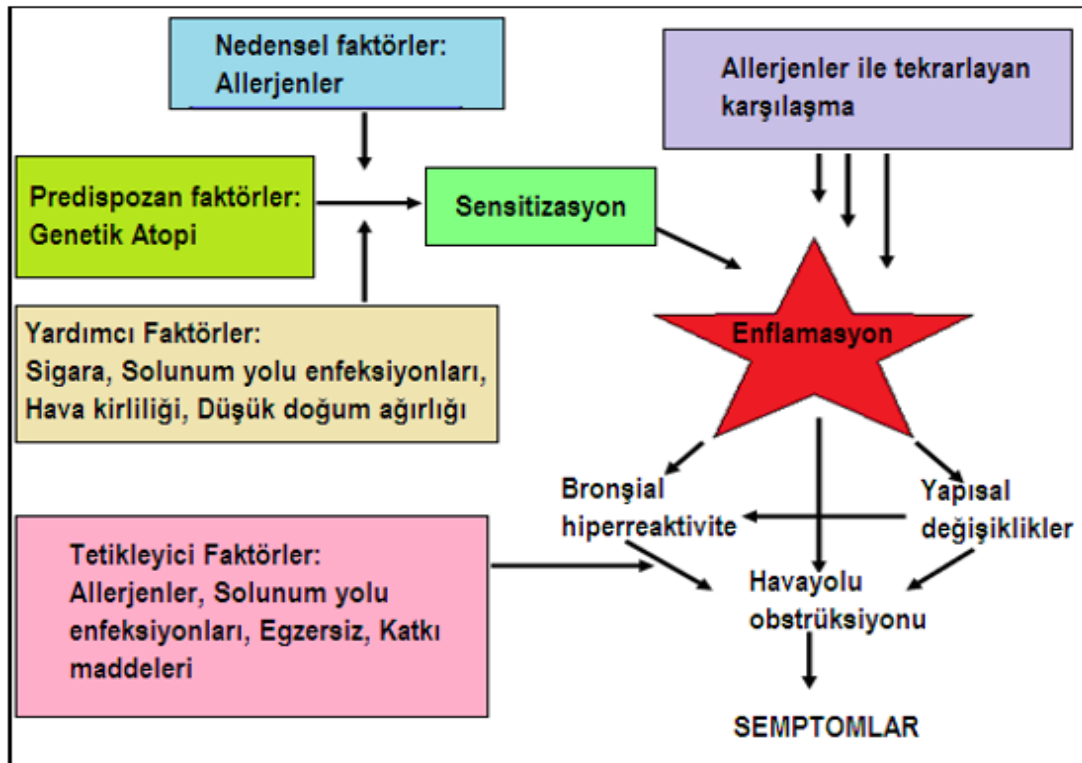 Nedensel faktörler:
Allerjenler
Allerjenler ile tekrarlayan
karşılaşma
Predispozan faktörler:
Genetik Atopi
Sensitizasyon
Yardımcı Faktörler:
Sigara, Solunum yolu enfeksiyonları,
Hava kirliliği, Düşük doğum ağırlığı
Enflamasyon
Bronşial
hiperreaktivite
Yapısal
değişiklikler
Tetikleyici Faktörler:
Allerjenler, Solunum yolu
enfeksiyonları, Egzersiz, Katkı
maddeleri
Havayolu
obstrüksiyonu
SEMPTOMLAR